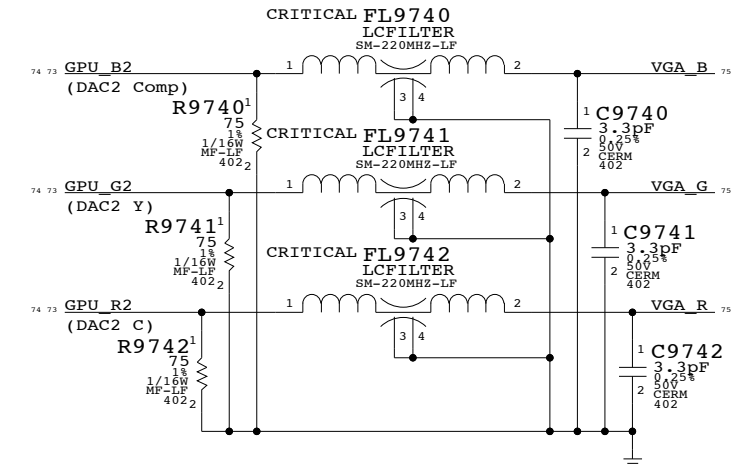 CRITICAL FL9740
LCFILTER
SM-220MHZ-LF
74 73 GPU_B2 1 2 VGA_B 75
(DAC2 Comp)
3 4
R9740 1
75
1%
1/16W
MF-LF
402 2
1 C9740
3.3pF
0.25%
2 50V
CERM
402
CRITICAL FL9741
LCFILTER
SM-220MHZ-LF
74 73 GPU_G2 1 2 VGA_G 75
(DAC2 Y)
3 4
R9741 1
75
1%
1/16W
MF-LF
402 2
1 C9741
3.3pF
0.25%
2 50V
CERM
402
CRITICAL FL9742
LCFILTER
SM-220MHZ-LF
74 73 GPU_R2 1 2 VGA_R 75
(DAC2 C)
3 4
R9742 1
75
1%
1/16W
MF-LF
402 2
1 C9742
3.3pF
0.25%
2 50V
CERM
402